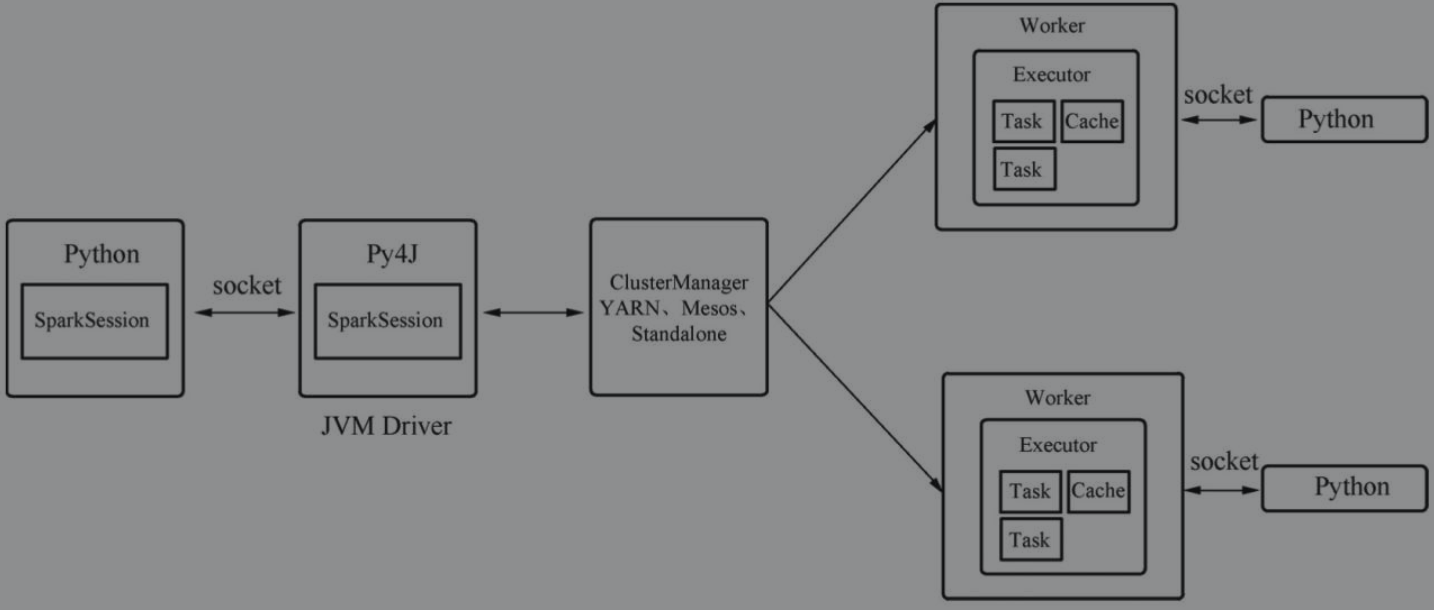 Python
SparkSession
socket
Py4J
SparkSession
JVM Driver
ClusterManager
YARN、Mesos、
Standalone
Worker
Executor
Task Cache
Task
socket
Python
Worker
Executor
Task Cache
Task
socket
Python